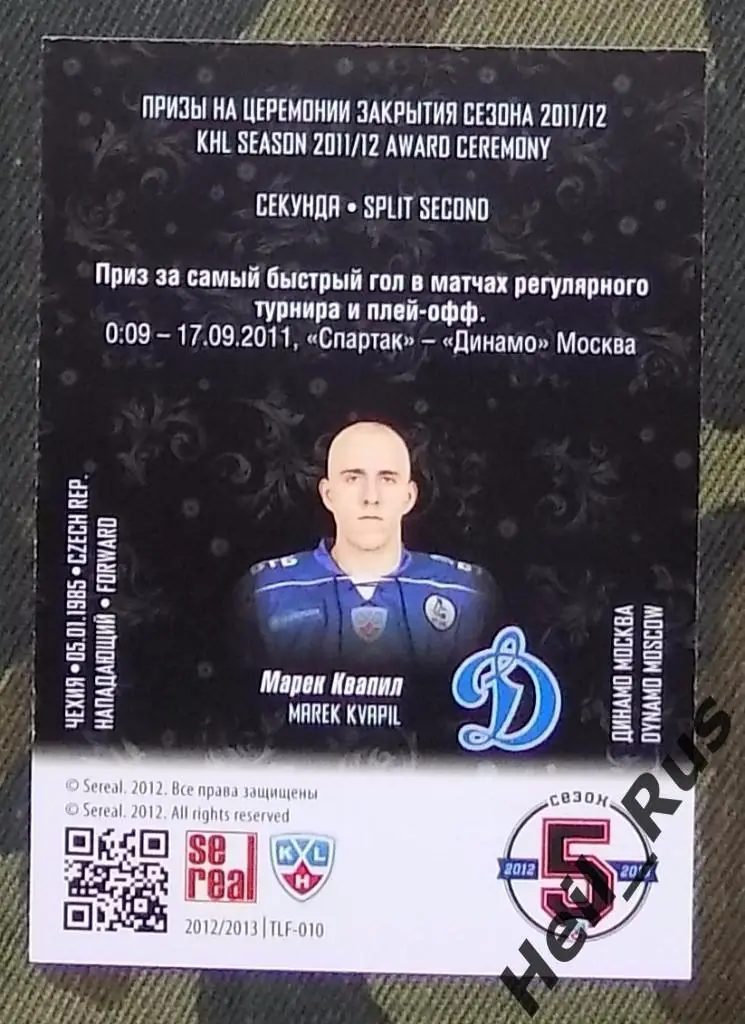 ПРИЗЫ НА ЦЕРЕМОНИИ ЗАКРЫТИЯ СЕЗОНА 2011/12
KHL SEASON 2011/12 AWARD CEREMONY
СЕКУНДА • SPLIT SECOND
Приз за самый быстрый гол в матчах регулярного
турнира и плей-офф.
0:09 – 17.09.2011, «Спартак» – «Динамо» Москва
ЧЕХИЯ • 05.01.1985 • CZECH REP.
НАПАДАЮЩИЙ • FORWARD
Марек Квапил
MAREK KVAPIL
Д
ДИНАМО МОСКВА
DYNAMO MOSCOW
© Sereal. 2012. Все права защищены
© Sereal. 2012. All rights reserved
se
real
КХЛ
Н
2012/2013 | TLF-010
сезон
2012
5
Heil_Rus